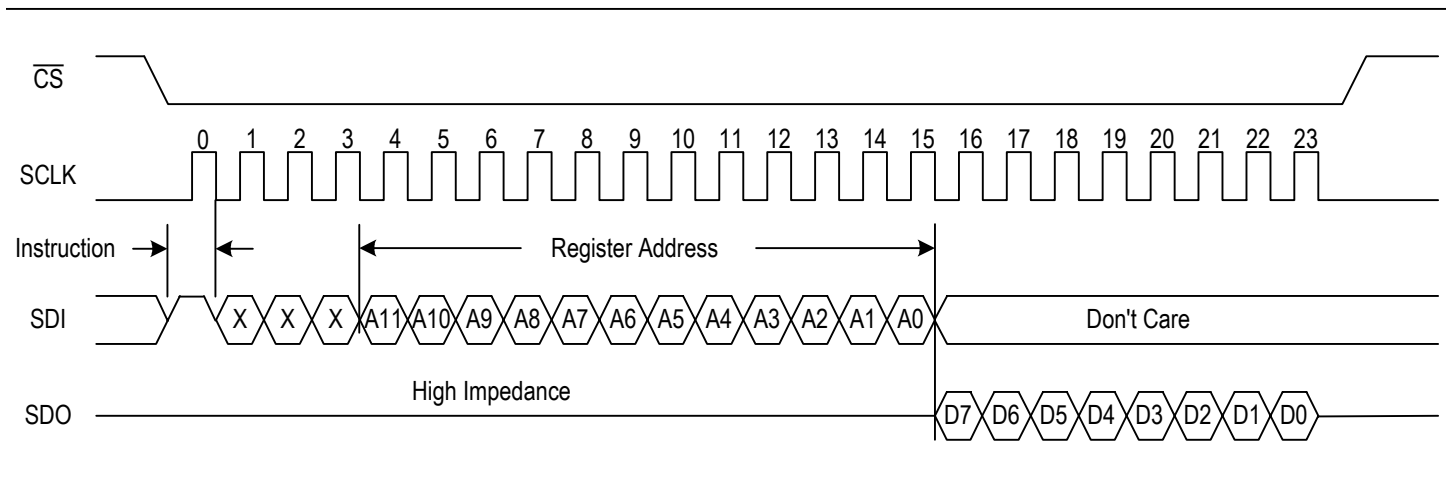 CS
0 1 2 3 4 5 6 7 8 9 10 11 12 13 14 15 16 17 18 19 20 21 22 23
SCLK
Instruction Register Address
SDI X X X A11 A10 A9 A8 A7 A6 A5 A4 A3 A2 A1 A0 Don't Care
High Impedance
SDO D7 D6 D5 D4 D3 D2 D1 D0